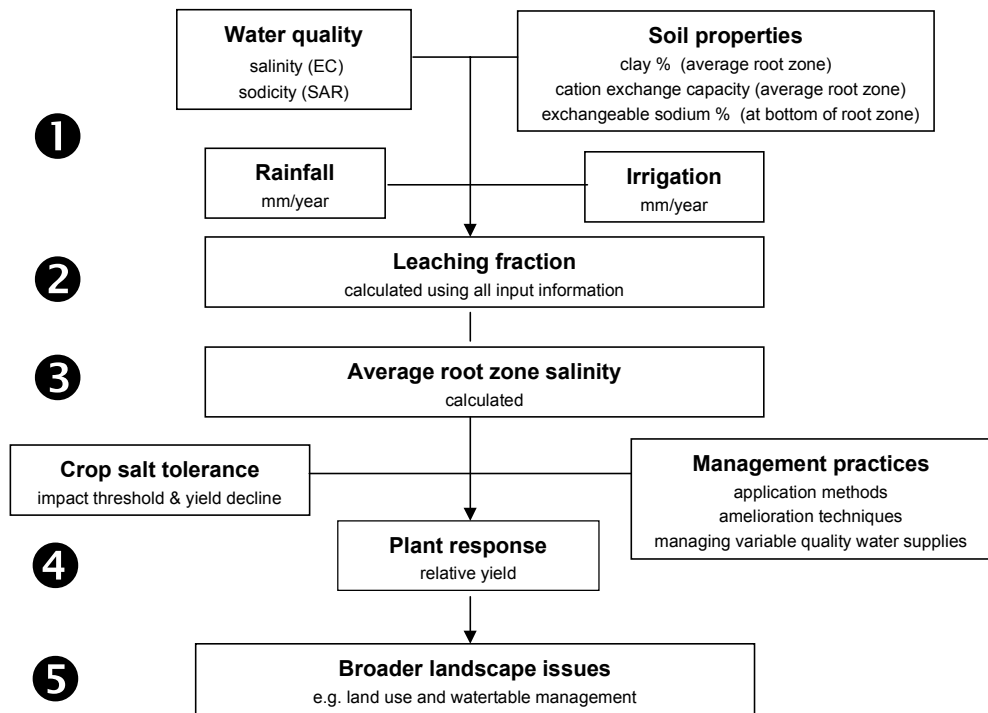 Water quality
salinity (EC)
sodicity (SAR)
Soil properties
clay % (average root zone)
cation exchange capacity (average root zone)
exchangeable sodium % (at bottom of root zone)
1
Rainfall
mm/year
Irrigation
mm/year
2
Leaching fraction
calculated using all input information
3
Average root zone salinity
calculated
Crop salt tolerance
impact threshold & yield decline
Management practices
application methods
amelioration techniques
managing variable quality water supplies
4
Plant response
relative yield
5
Broader landscape issues
e.g. land use and watertable management